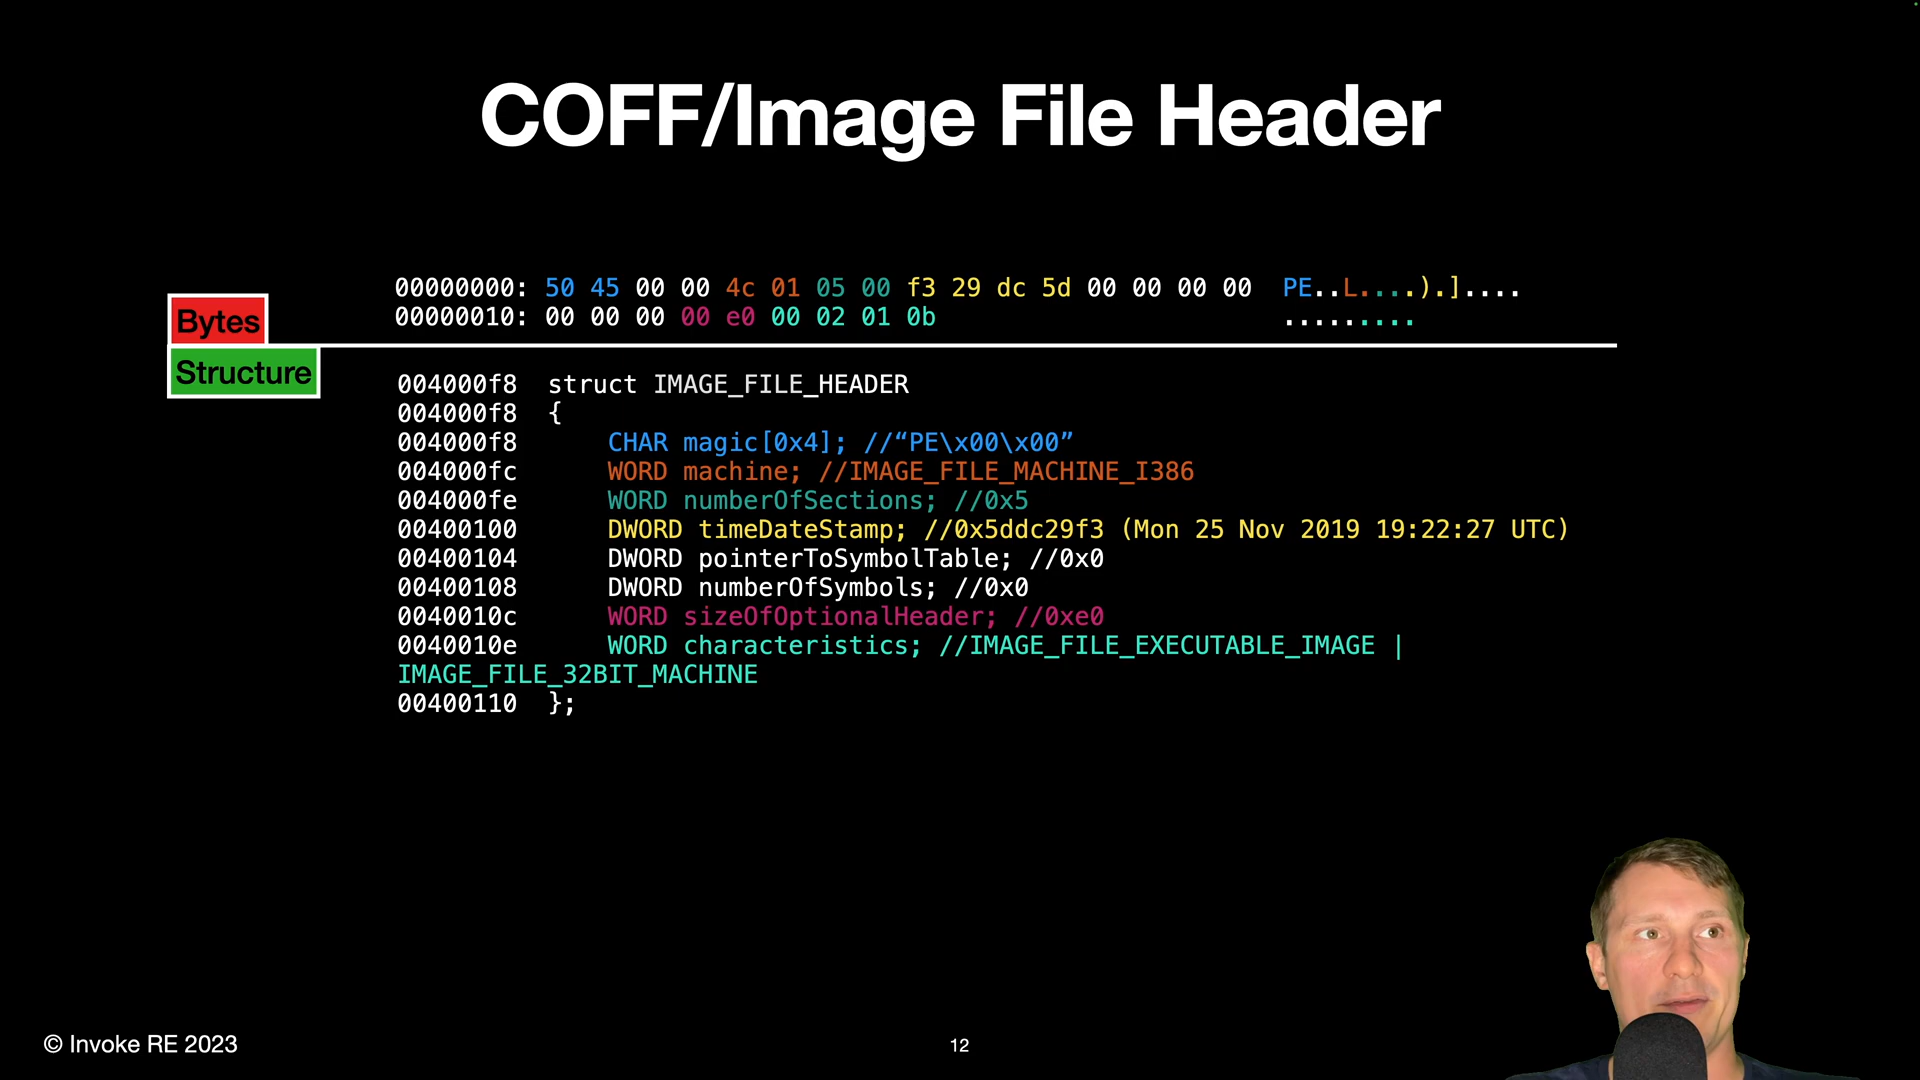 COFF/Image File Header
00000000: 50 45 00 00 4c 01 05 00 f3 29 dc 5d 00 00 00 00  PE..L....).]....
Bytes
00000010: 00 00 00 00 e0 00 02 01 0b .........
Structure
004000f8  struct IMAGE_FILE_HEADER
004000f8  {
004000f8      CHAR magic[0x4]; //“PE\x00\x00”
004000fc      WORD machine; //IMAGE_FILE_MACHINE_I386
004000fe      WORD numberOfSections; //0x5
00400100      DWORD timeDateStamp; //0x5ddc29f3 (Mon 25 Nov 2019 19:22:27 UTC)
00400104      DWORD pointerToSymbolTable; //0x0
00400108      DWORD numberOfSymbols; //0x0
0040010c      WORD sizeOfOptionalHeader; //0xe0
0040010e      WORD characteristics; //IMAGE_FILE_EXECUTABLE_IMAGE |
IMAGE_FILE_32BIT_MACHINE
00400110  };
© Invoke RE 2023
12